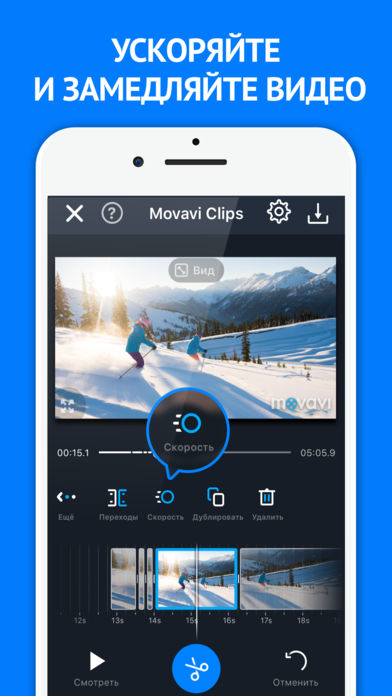 УСКОРЯЙТЕ
И ЗАМЕДЛЯЙТЕ ВИДЕО
? Movavi Clips
Вид
movavi
Скорость
00:15.1 05:05.9
Ещё Переходы Скорость Дублировать Удалить
12s 13s 14s 15s 16s 17s 18s
Смотреть Отменить